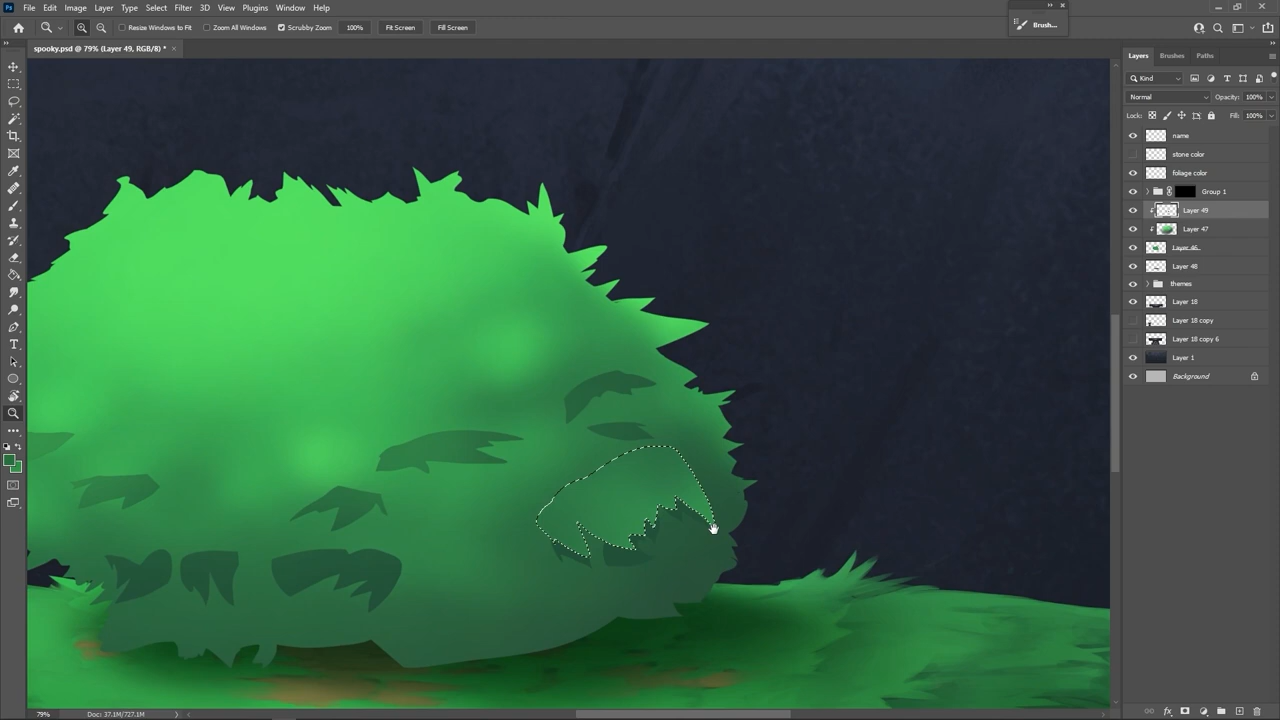 Ps File Edit Image Layer Type Select Filter 3D View Plugins Window Help
Resize Windows to Fit Zoom All Windows Scrubby Zoom 100% Fit Screen Fill Screen
Brush...
spooky.psd @ 79% (Layer 49, RGB/8) *
Layers Brushes Paths
Kind
Normal Opacity: 100%
Lock: Fill: 100%
name
stone color
foliage color
Group 1
Layer 49
Layer 47
Layer 46
Layer 48
themes
Layer 18
Layer 18 copy
Layer 18 copy 6
Layer 1
Background
79% Doc: 37.1M/727.1M